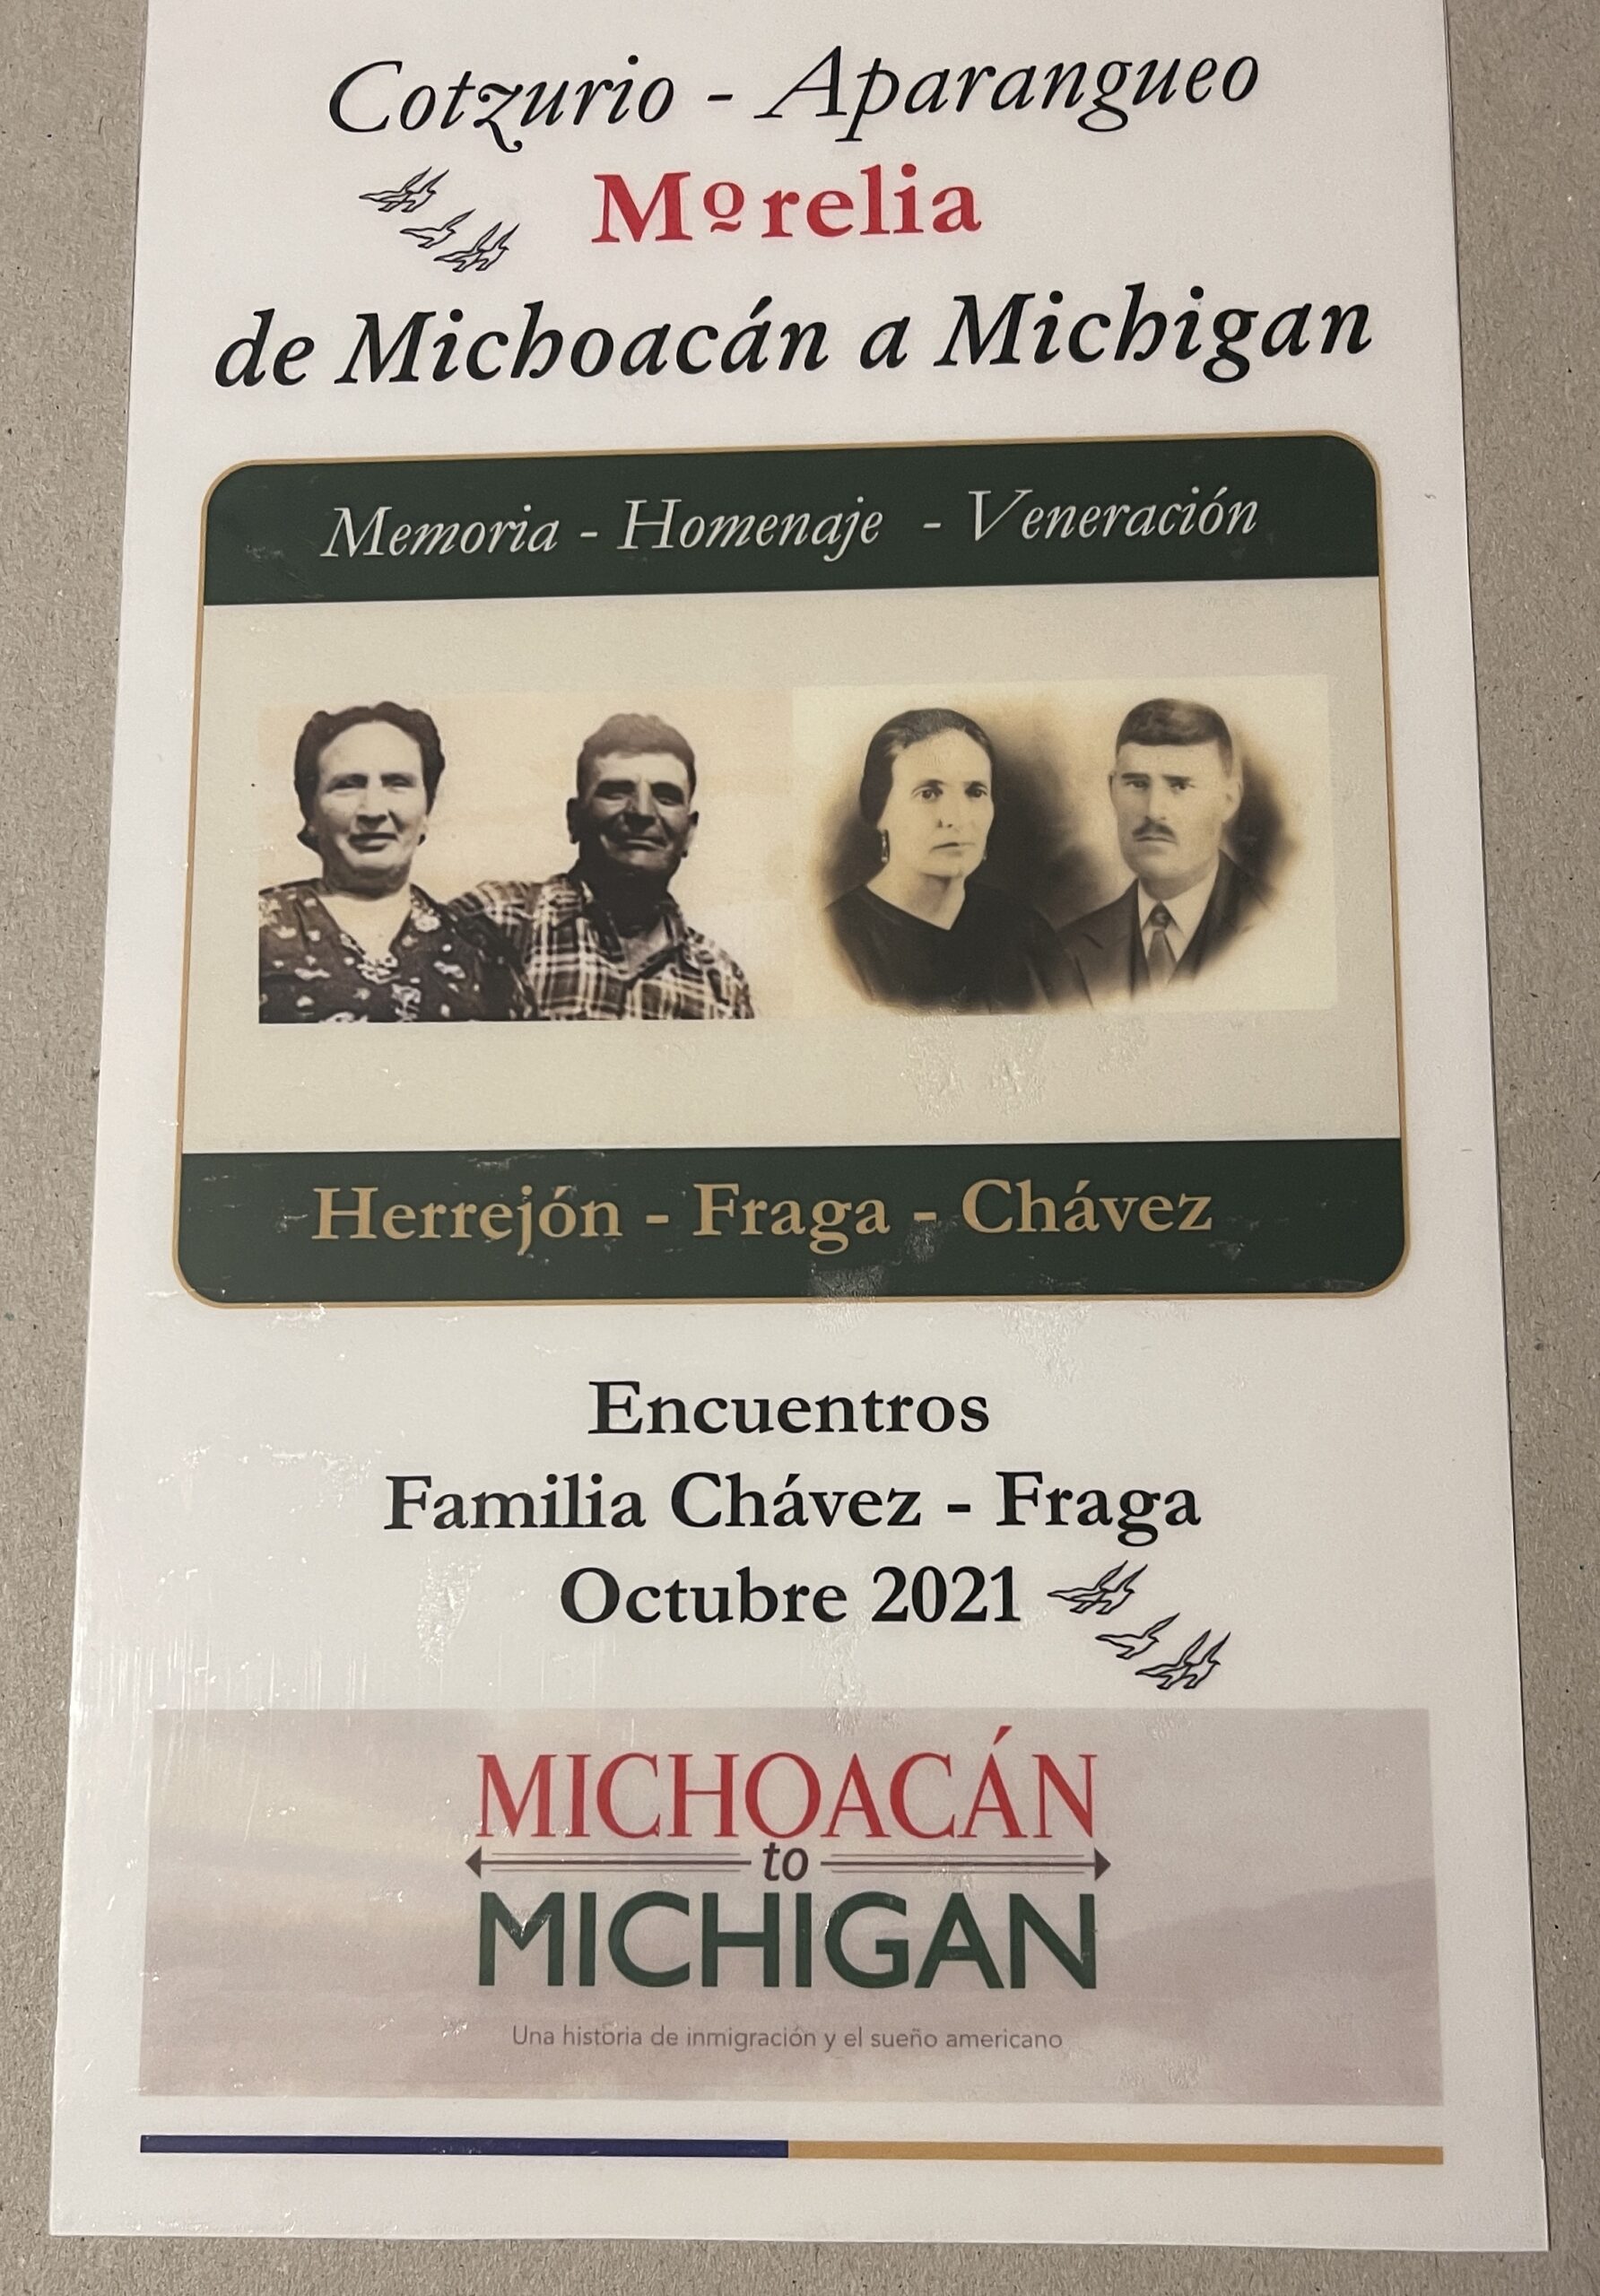 Cotzurio - Aparangueo
Mºrelia
de Michoacán a Michigan
Memoria - Homenaje - Veneración
Herrejón - Fraga - Chávez
Encuentros
Familia Chávez - Fraga
Octubre 2021
MICHOACÁN
to
MICHIGAN
Una historia de inmigración y el sueño americano